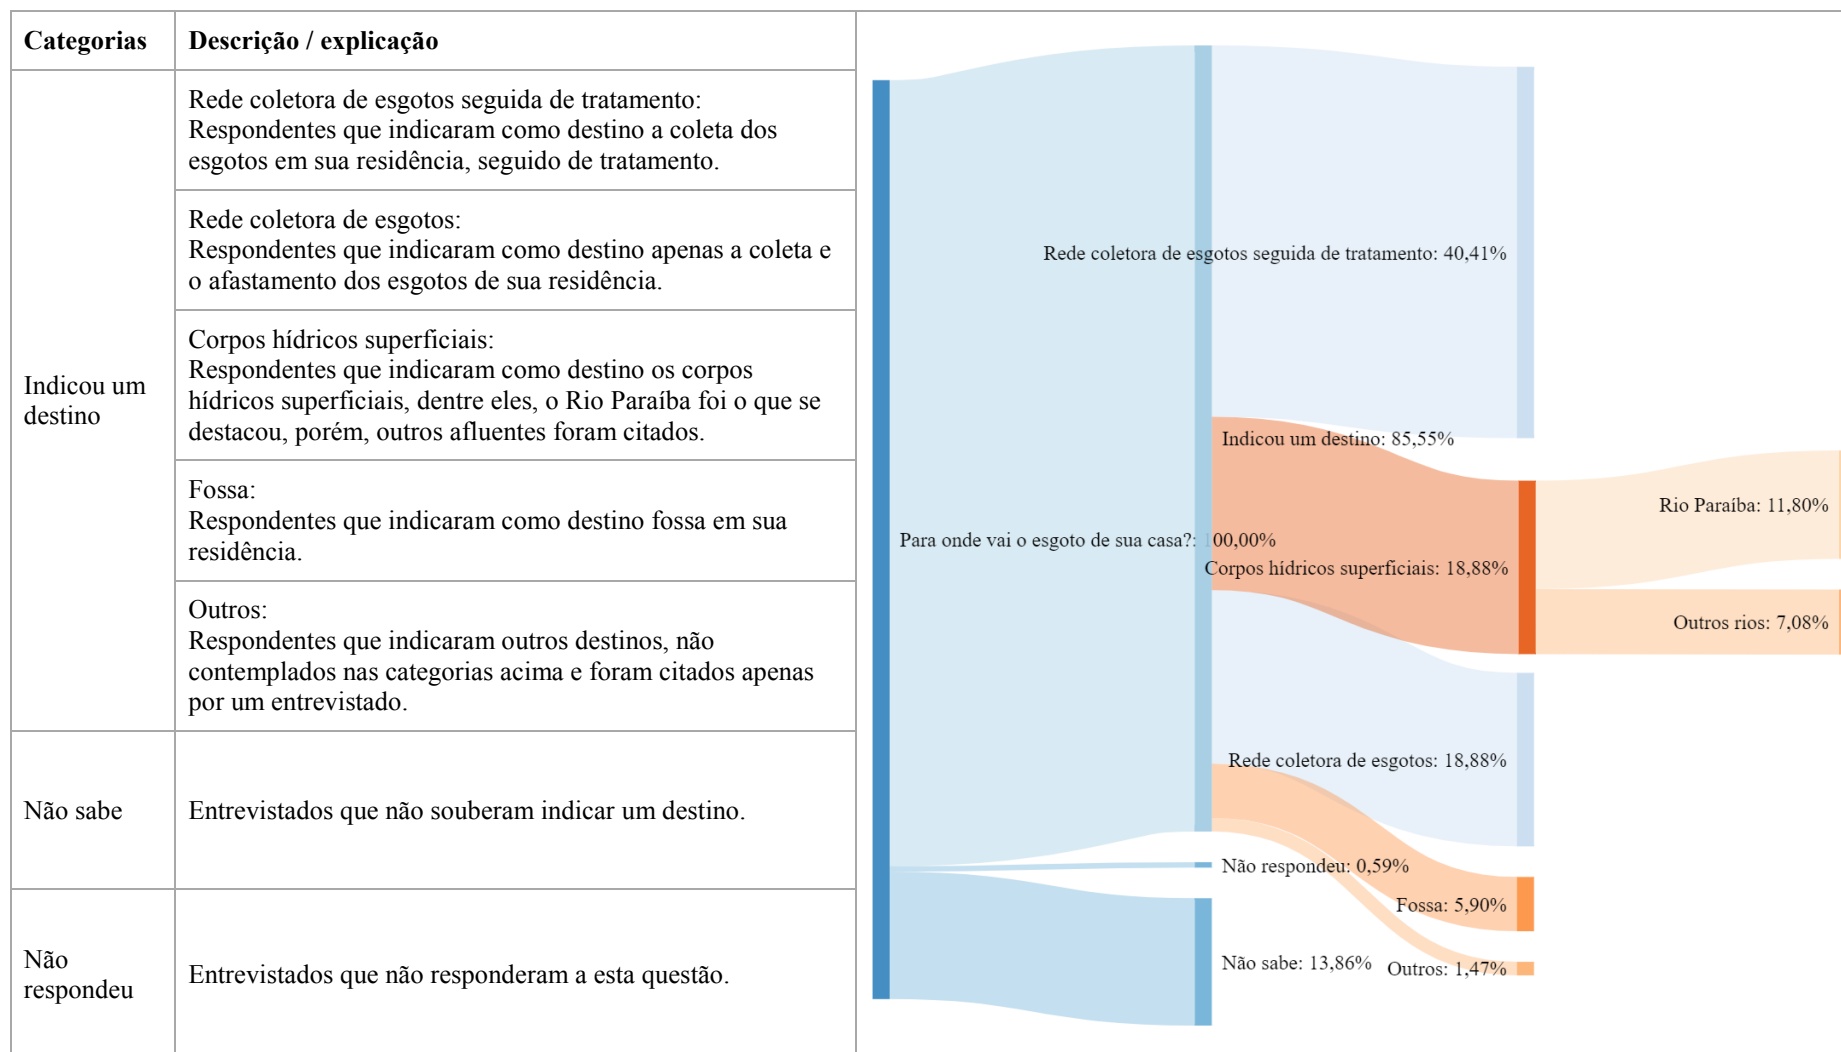 Categorias
Descrição / explicação
Indicou um
destino
Rede coletora de esgotos seguida de tratamento:
Respondentes que indicaram como destino a coleta dos
esgotos em sua residência, seguido de tratamento.
Rede coletora de esgotos:
Respondentes que indicaram como destino apenas a coleta e
o afastamento dos esgotos de sua residência.
Corpos hídricos superficiais:
Respondentes que indicaram como destino os corpos
hídricos superficiais, dentre eles, o Rio Paraíba foi o que se
destacou, porém, outros afluentes foram citados.
Fossa:
Respondentes que indicaram como destino fossa em sua
residência.
Outros:
Respondentes que indicaram outros destinos, não
contemplados nas categorias acima e foram citados apenas
por um entrevistado.
Não sabe
Entrevistados que não souberam indicar um destino.
Não
respondeu
Entrevistados que não responderam a esta questão.
Para onde vai o esgoto de sua casa?: 100,00%
Indicou um destino: 85,55%
Não respondeu: 0,59%
Não sabe: 13,86%
Rede coletora de esgotos seguida de tratamento: 40,41%
Corpos hídricos superficiais: 18,88%
Rede coletora de esgotos: 18,88%
Fossa: 5,90%
Outros: 1,47%
Rio Paraíba: 11,80%
Outros rios: 7,08%